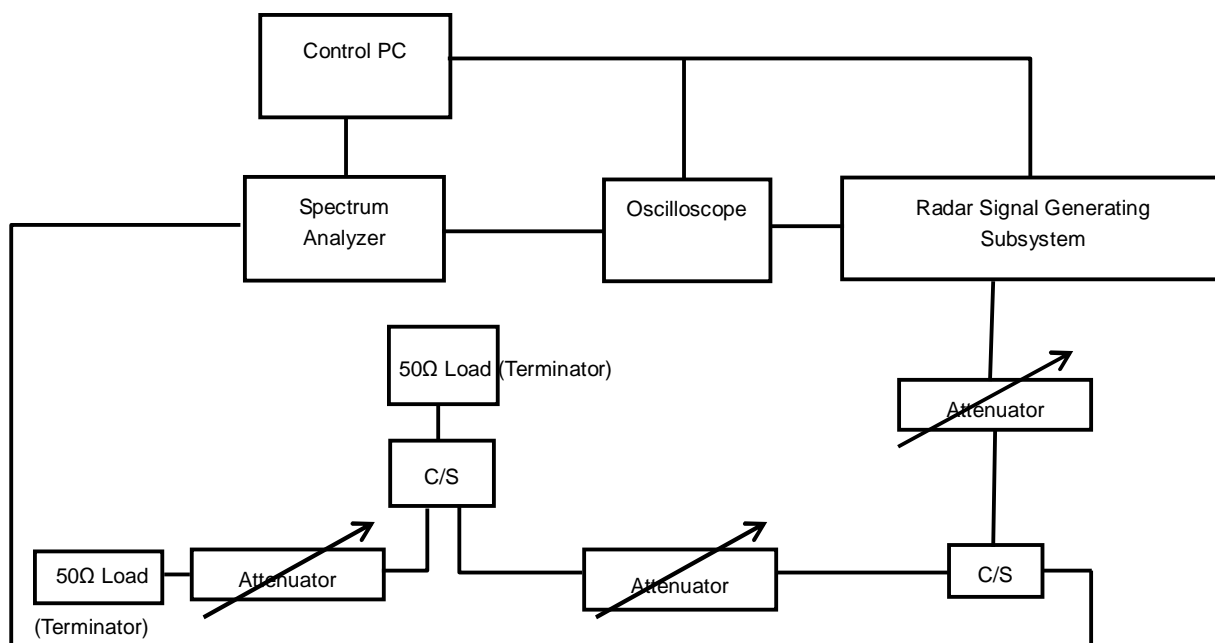 Control PC
Spectrum
Analyzer
Oscilloscope
Radar Signal Generating
Subsystem
50Ω Load (Terminator)
Attenuator
C/S
50Ω Load
(Terminator)
Attenuator
Attenuator
C/S